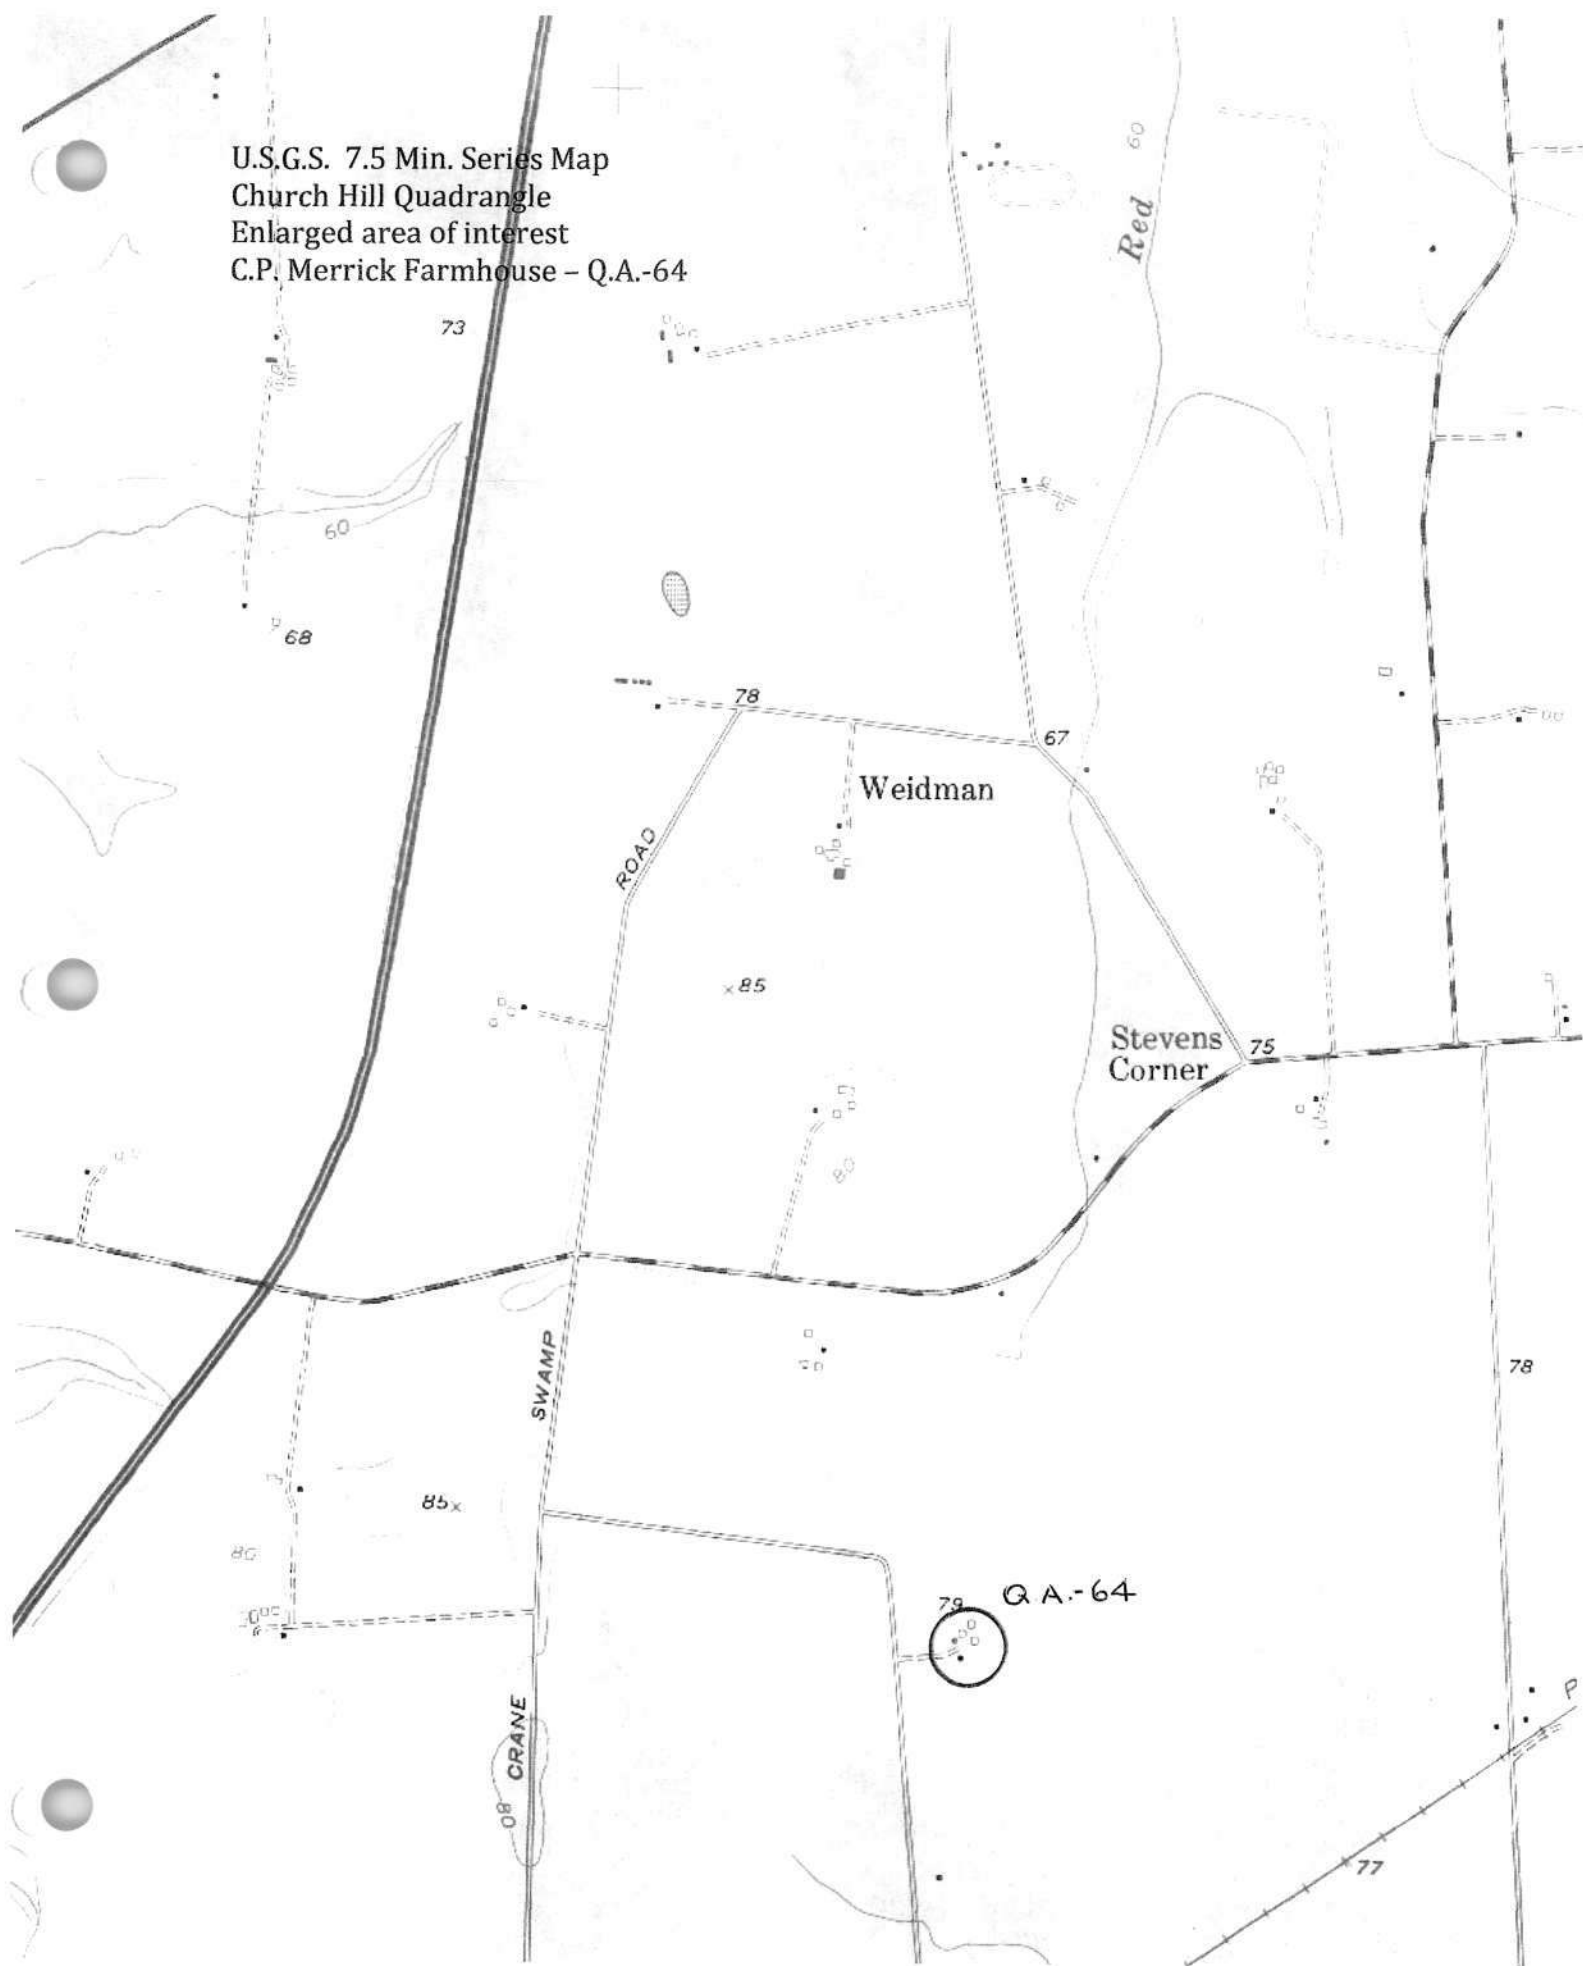 60
Red
U.S.G.S. 7.5 Min. Series Map
Church Hill Quadrangle
Enlarged area of interest
C.P. Merrick Farmhouse – Q.A.-64
73
60
68
78
67
Weidman
ROAD
85
Stevens
Corner
75
80
SWAMP
78
85
80
79
Q.A.-64
CRANE
80
P
77